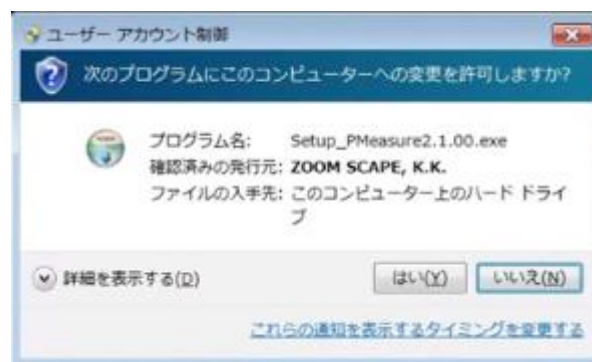 ユーザー アカウント制御
次のプログラムにこのコンピューターへの変更を許可しますか?
プログラム名: Setup_PMeasure2.1.00.exe
確認済みの発行元: ZOOM SCAPE, K.K.
ファイルの入手先: このコンピューター上のハード ドライ
ブ
詳細を表示する(D)
はい(Y)
いいえ(N)
これらの通知を表示するタイミングを変更する